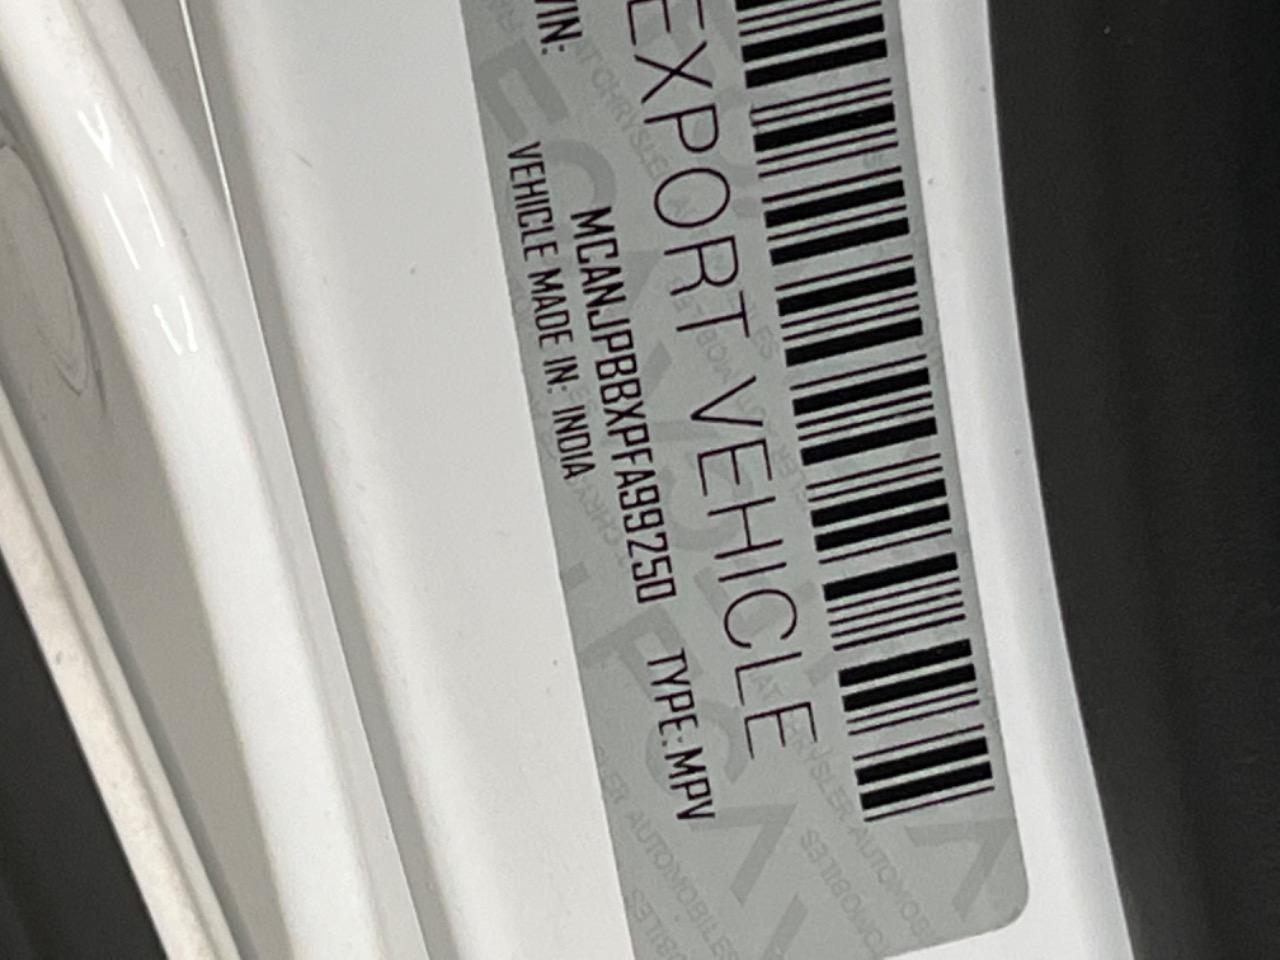 EXPORT VEHICLE
VIN: MCANJPBBXPFA99250 TYPE: MPV
VEHICLE MADE IN: INDIA